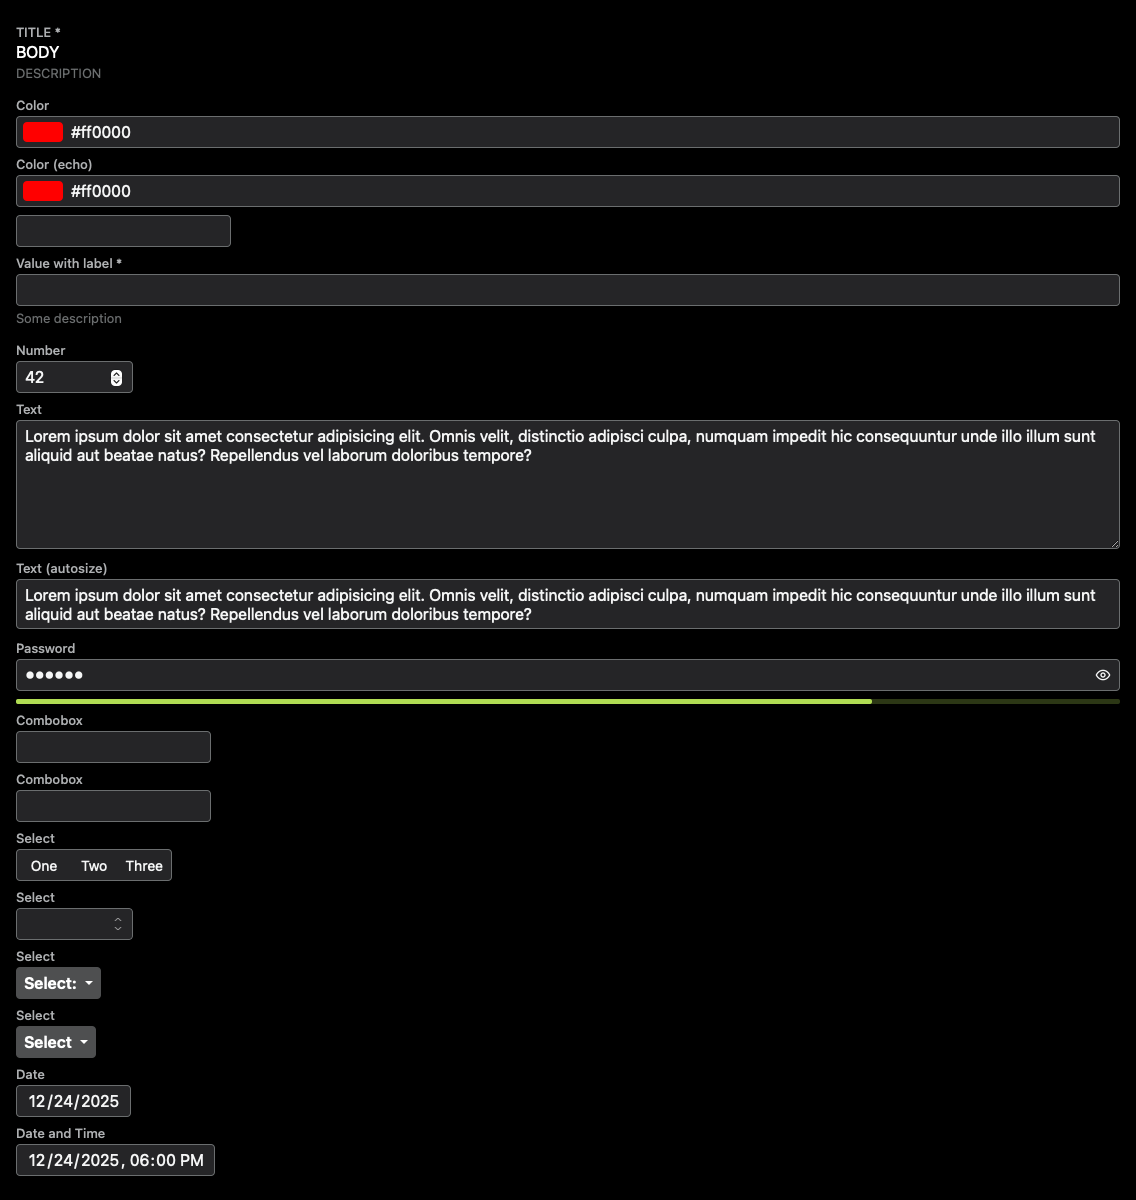 TITLE *
BODY
DESCRIPTION
Color
#ff0000
Color (echo)
#ff0000
Value with label *
Some description
Number
42
Text
Lorem ipsum dolor sit amet consectetur adipisicing elit. Omnis velit, distinctio adipisci culpa, numquam impedit hic consequuntur unde illo illum sunt
aliquid aut beatae natus? Repellendus vel laborum doloribus tempore?
Text (autosize)
Lorem ipsum dolor sit amet consectetur adipisicing elit. Omnis velit, distinctio adipisci culpa, numquam impedit hic consequuntur unde illo illum sunt
aliquid aut beatae natus? Repellendus vel laborum doloribus tempore?
Password
●●●●●●
Combobox
Combobox
Select
One Two Three
Select
Select
Select:
Select
Select
Date
12/24/2025
Date and Time
12/24/2025, 06:00 PM